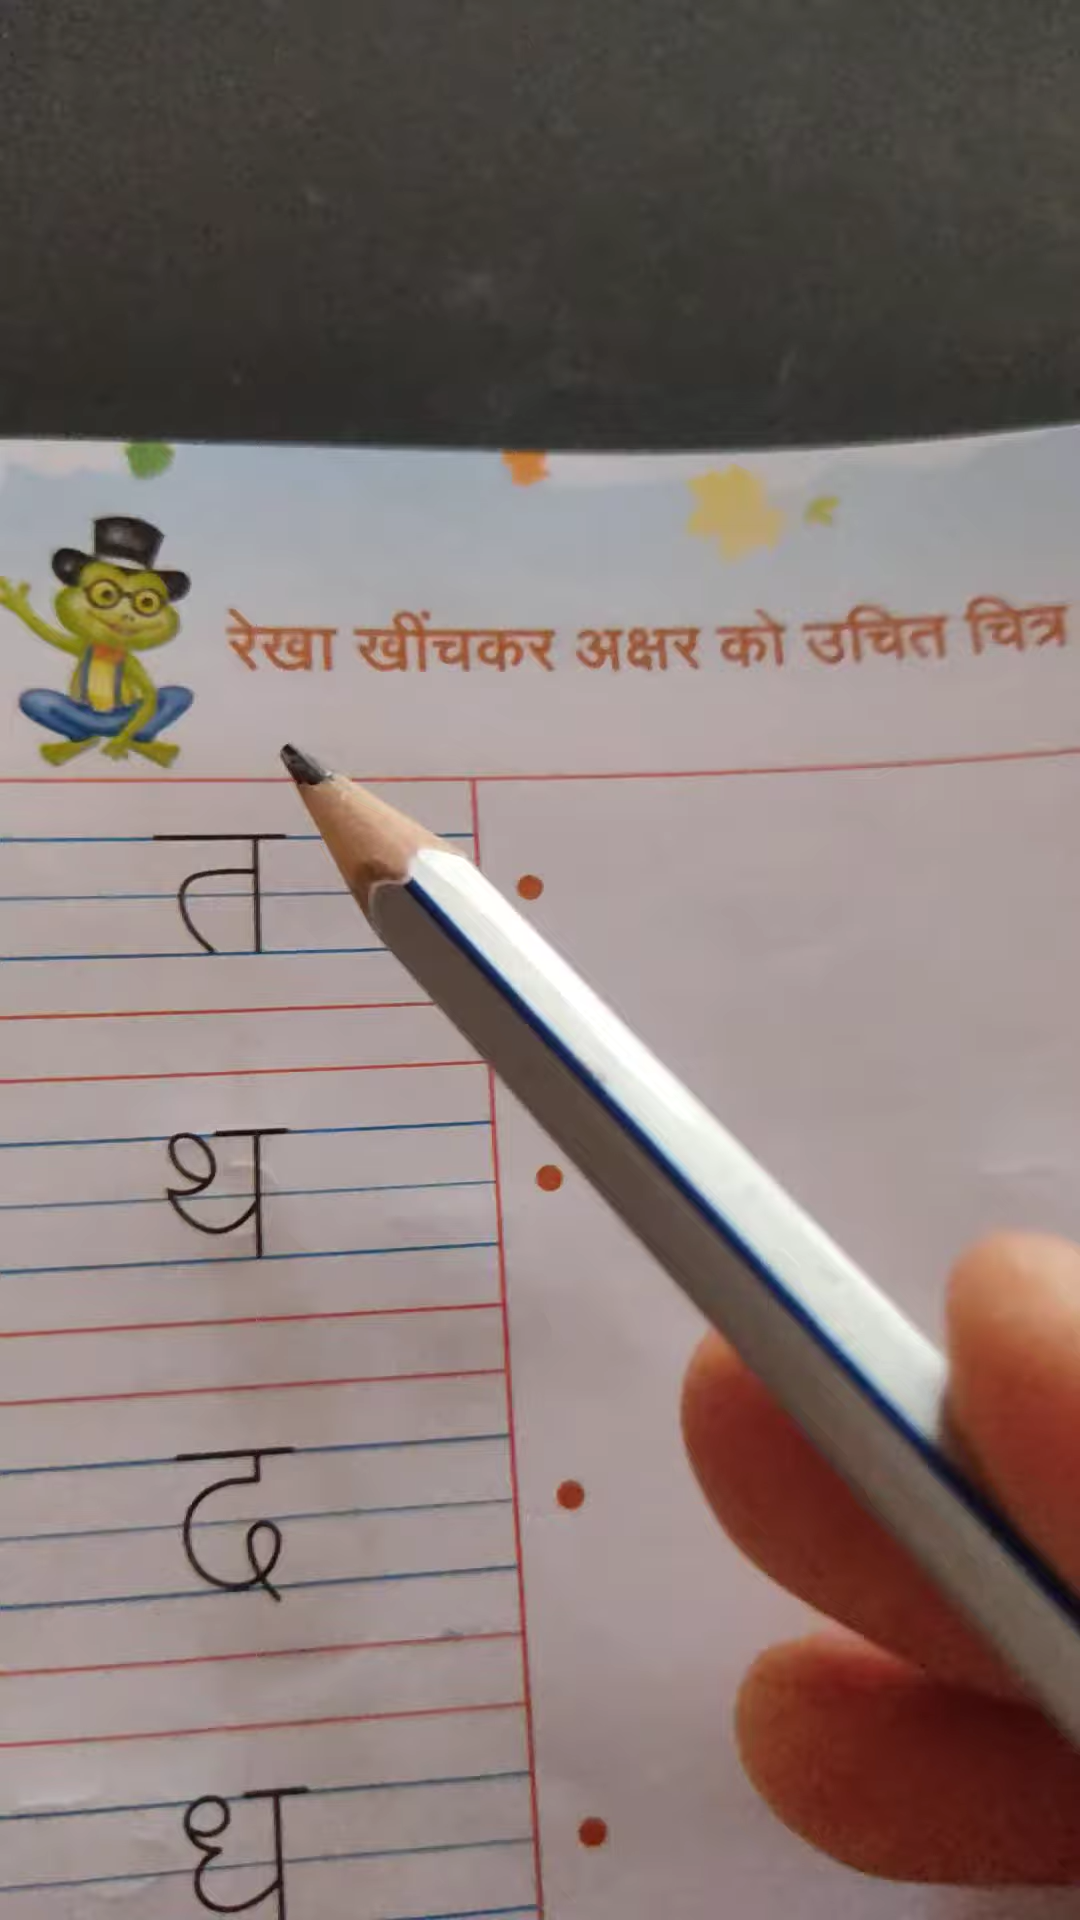 रेखा खींचकर अक्षर को उचित चित्र
त
थ
द
ध